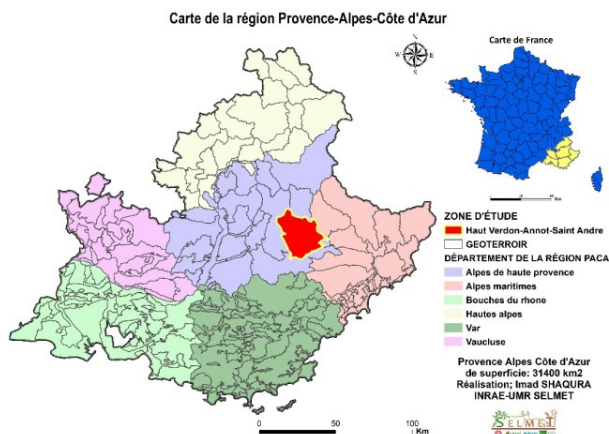 Carte de la région Provence-Alpes-Côte d'Azur
Carte de France
N
W
E
S
ZONE D'ÉTUDE
Haut Verdon-Annot-Saint Andre
GEOTERROIR
DÉPARTEMENT DE LA RÉGION PACA
Alpes de haute provence
Alpes maritimes
Bouches du rhone
Hautes alpes
Var
Vaucluse
Provence Alpes Côte d'Azur
de superficie: 31400 km2
Réalisation; Imad SHAQURA
INRAE-UMR SELMET
SELMET
0 50 100
Km